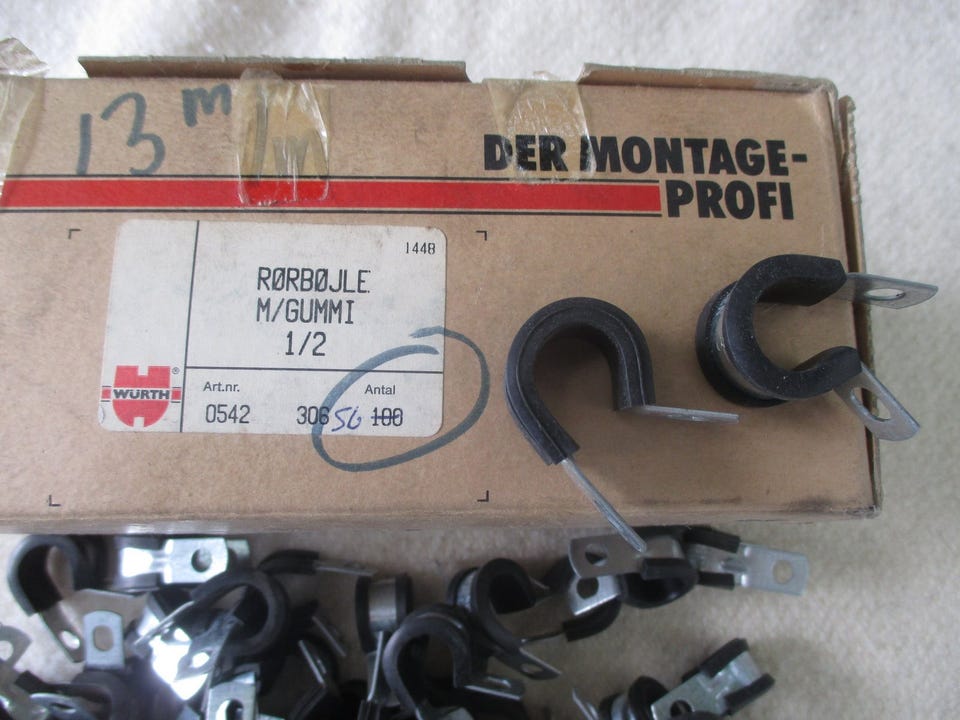 13 mm
DER MONTAGE-
PROFI
1448
RØRBØJLE
M/GUMMI
1/2
WÜRTH®
Art.nr. Antal
0542 306 56 100